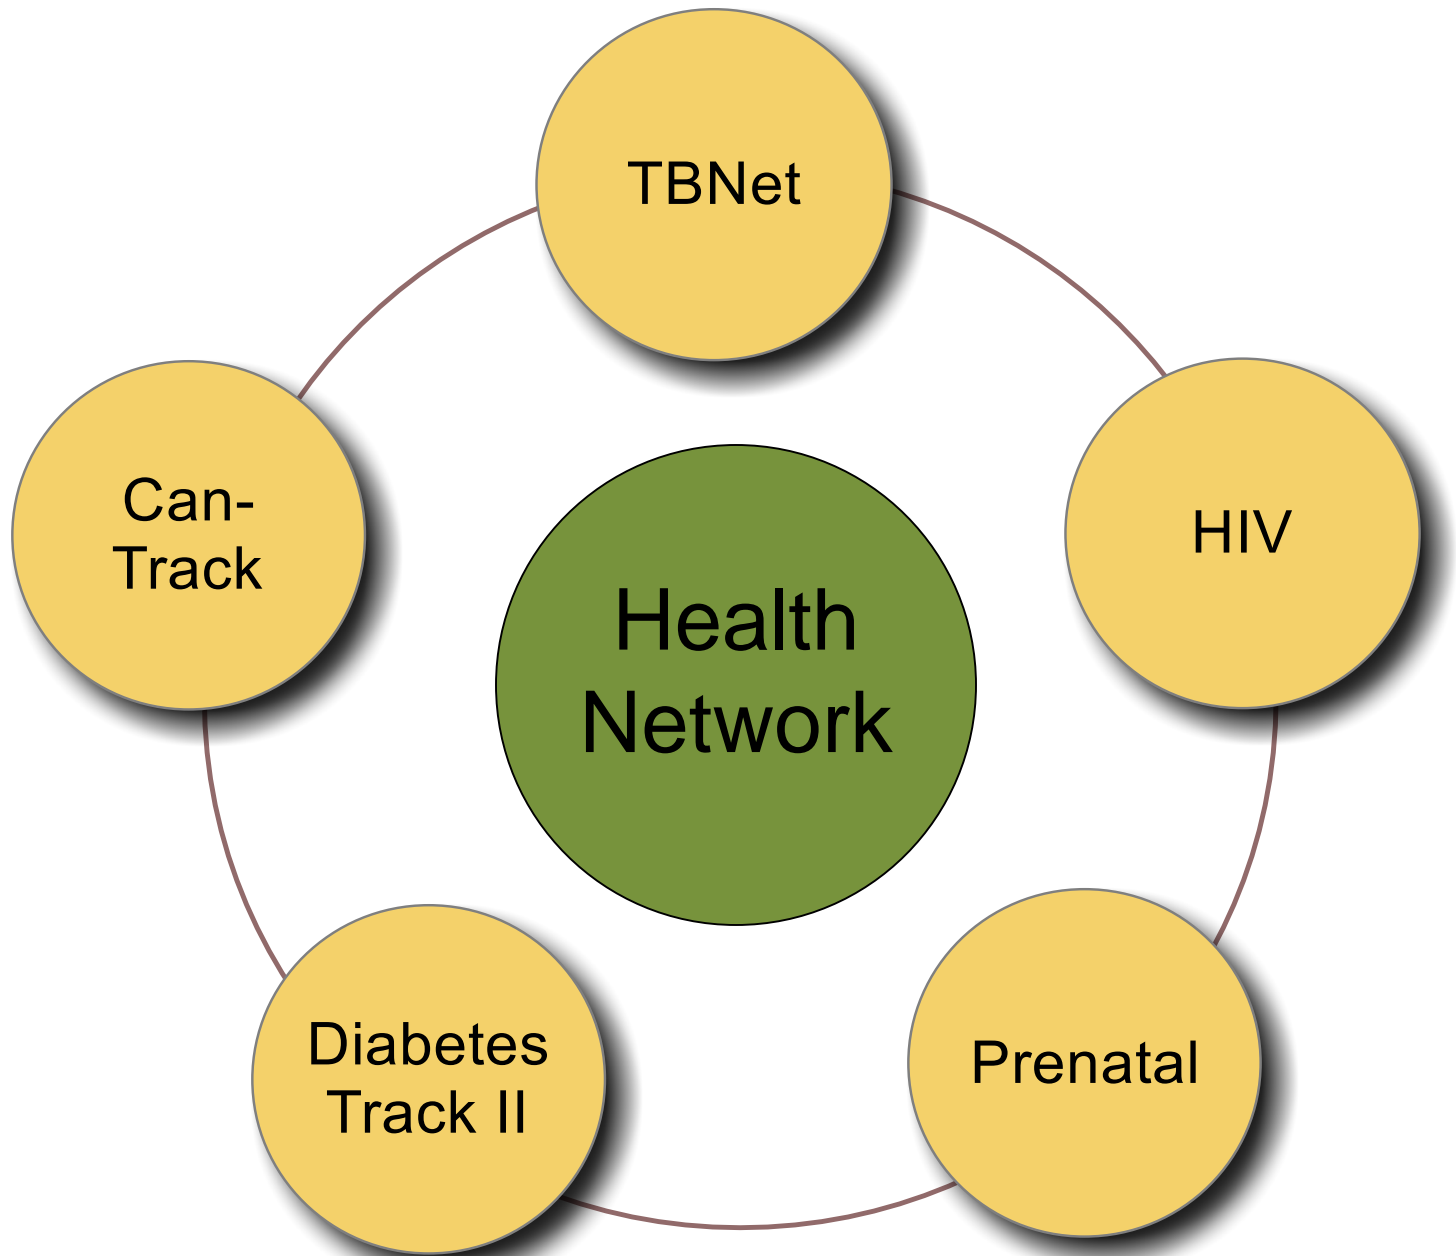 TBNet
Can-
Track
HIV
Health
Network
Diabetes
Track II
Prenatal